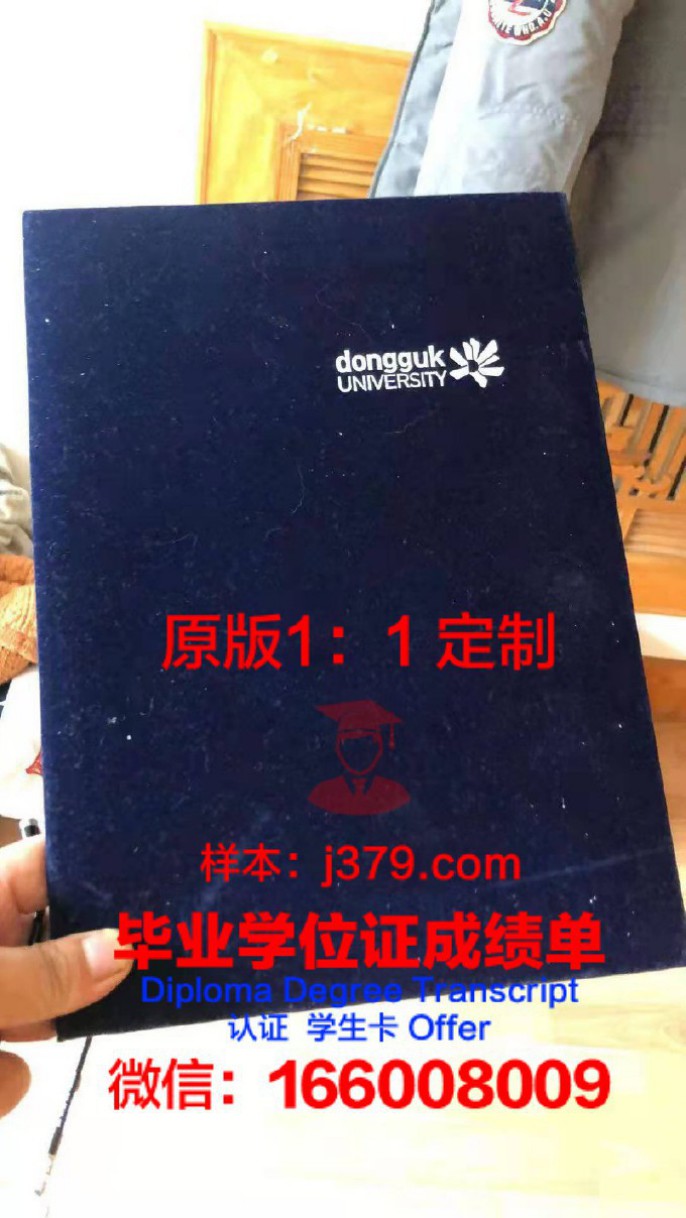 dongguk
UNIVERSITY
原版1：1 定制
样本：j379.com
毕业学位证成绩单
Diploma Degree Transcript
认证 学生卡 Offer
微信：166008009